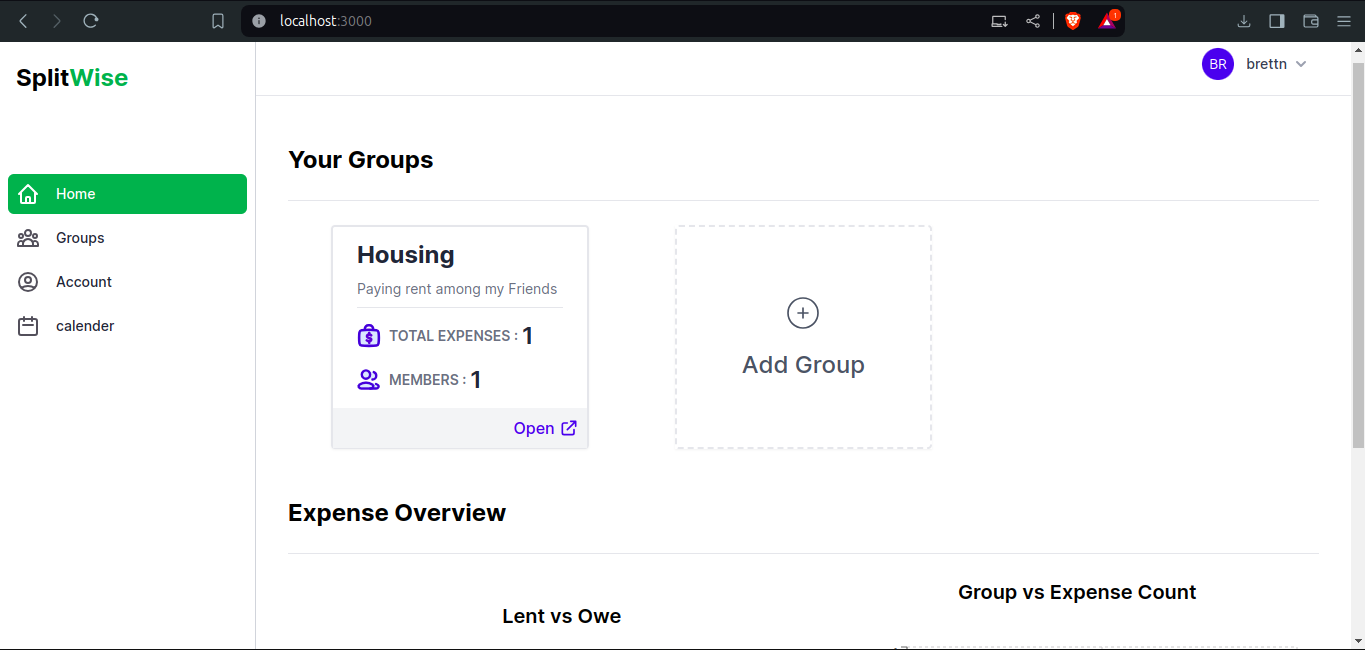 localhost:3000
1
SplitWise
BR brettn
Home
Groups
Account
calender
Your Groups
Housing
Paying rent among my Friends
TOTAL EXPENSES : 1
MEMBERS : 1
Open
Add Group
Expense Overview
Group vs Expense Count
Lent vs Owe